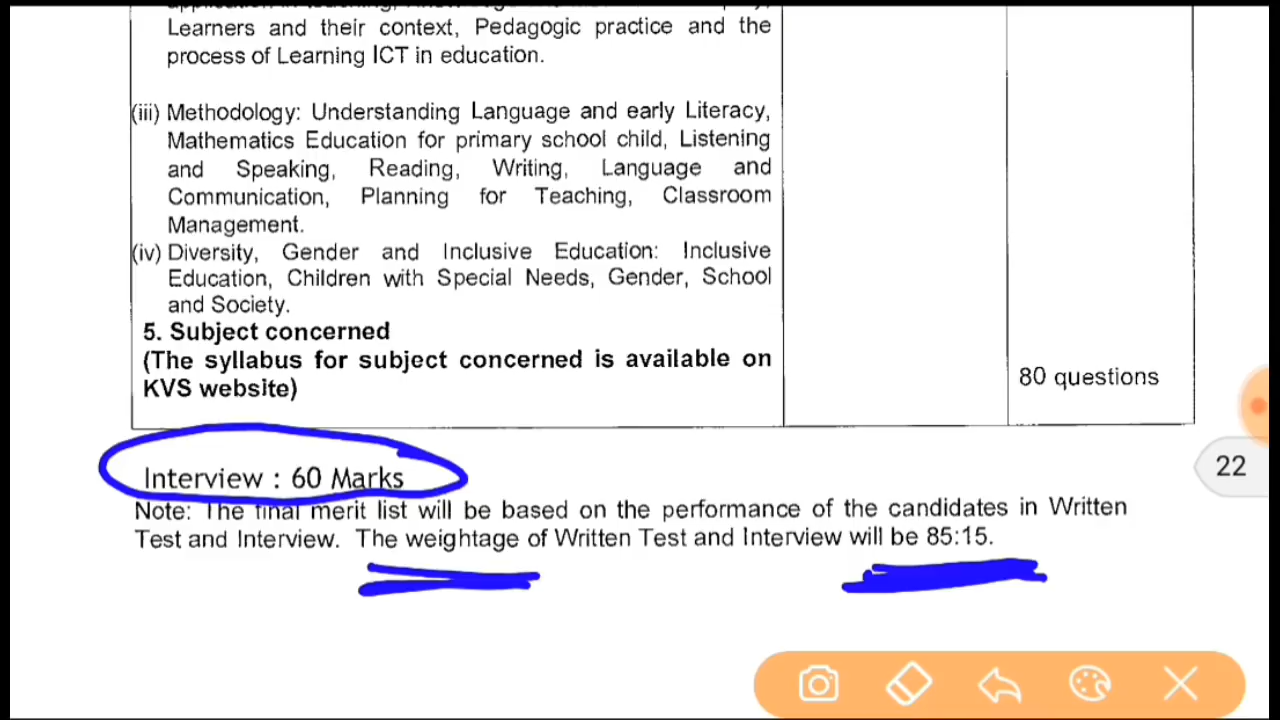 Learners and their context, Pedagogic practice and the
process of Learning ICT in education.
(iii) Methodology: Understanding Language and early Literacy,
Mathematics Education for primary school child, Listening
and Speaking, Reading, Writing, Language and
Communication, Planning for Teaching, Classroom
Management.
(iv) Diversity, Gender and Inclusive Education: Inclusive
Education, Children with Special Needs, Gender, School
and Society.
5. Subject concerned
(The syllabus for subject concerned is available on
KVS website)
80 questions
Interview : 60 Marks
22
Note: The final merit list will be based on the performance of the candidates in Written
Test and Interview. The weightage of Written Test and Interview will be 85:15.